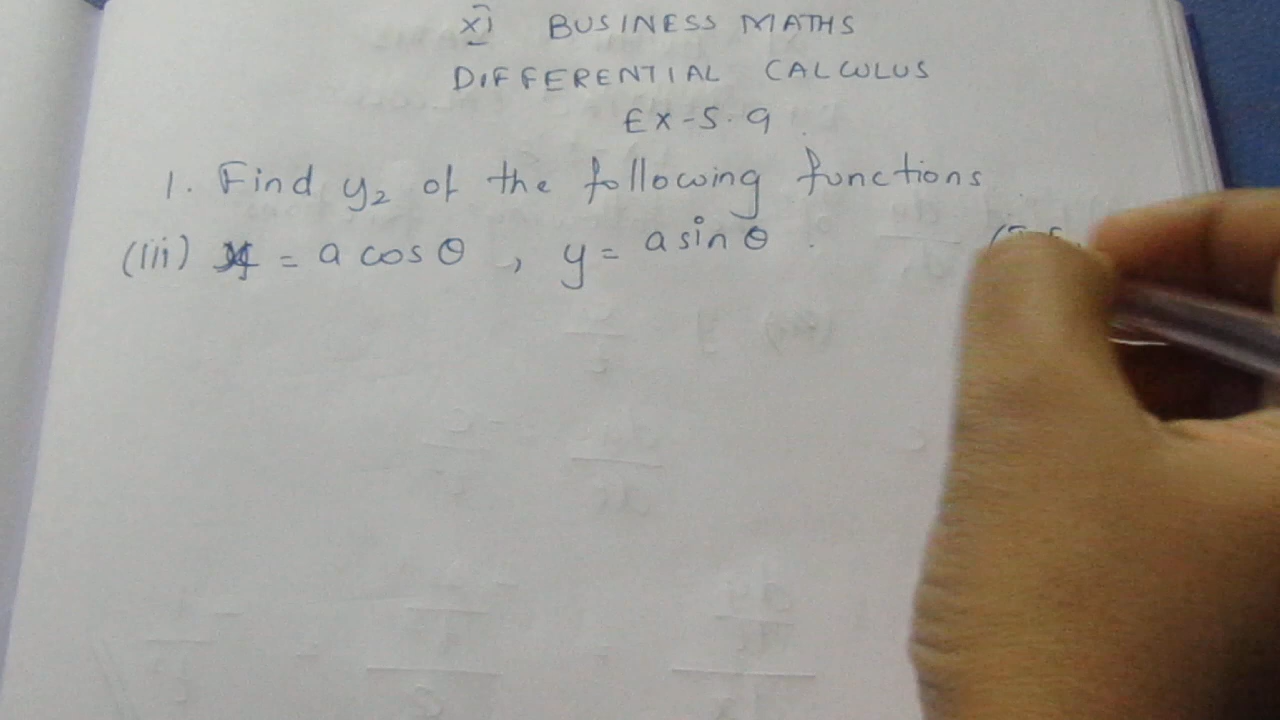 XI BUSINESS MATHS
DIFFERENTIAL CALCULUS
EX-5.9
1. Find y₂ of the following functions
(iii) x = a cos θ , y = a sin θ .